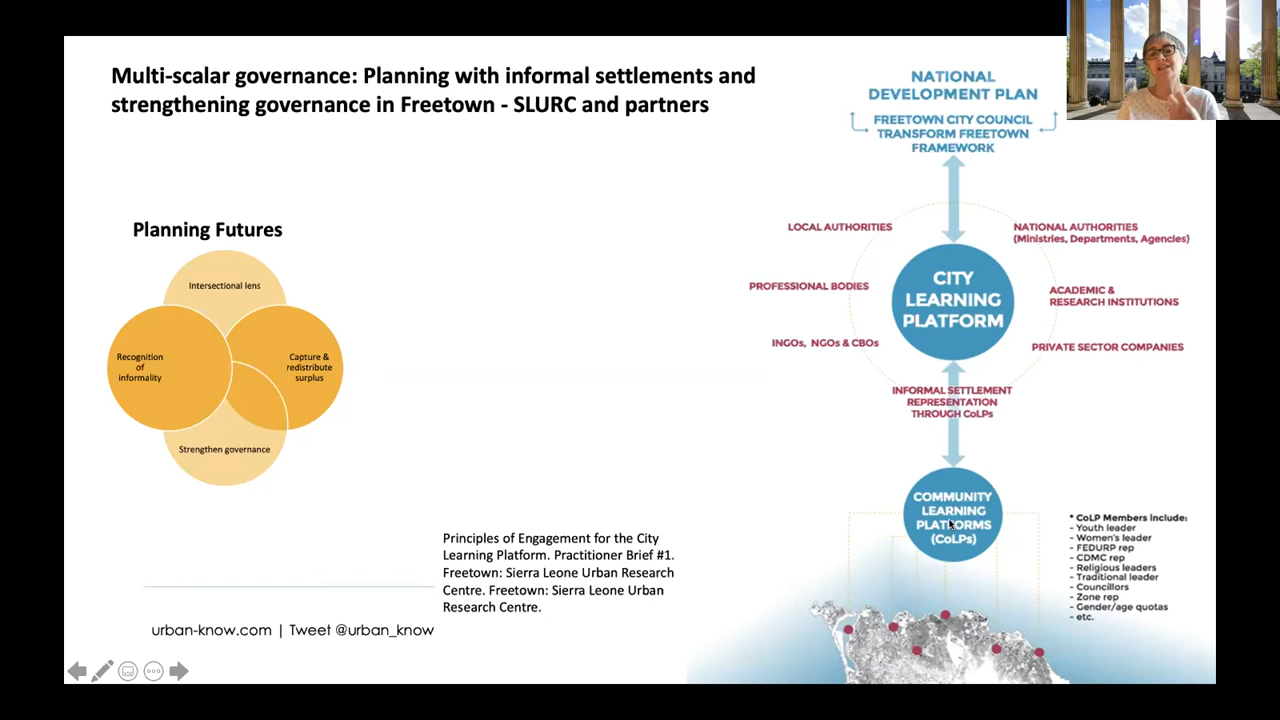 Multi-scalar governance: Planning with informal settlements and
strengthening governance in Freetown - SLURC and partners
Planning Futures
Intersectional lens
Recognition
of
informality
Capture &
redistribute
surplus
Strengthen governance
Principles of Engagement for the City
Learning Platform. Practitioner Brief #1.
Freetown: Sierra Leone Urban Research
Centre. Freetown: Sierra Leone Urban
Research Centre.
urban-know.com | Tweet @urban_know
NATIONAL
DEVELOPMENT PLAN
FREETOWN CITY COUNCIL
TRANSFORM FREETOWN
FRAMEWORK
LOCAL AUTHORITIES
NATIONAL AUTHORITIES
(Ministries, Departments, Agencies)
PROFESSIONAL BODIES
CITY
LEARNING
PLATFORM
ACADEMIC &
RESEARCH INSTITUTIONS
INGOs, NGOs & CBOs
PRIVATE SECTOR COMPANIES
INFORMAL SETTLEMENT
REPRESENTATION
THROUGH CoLPs
COMMUNITY
LEARNING
PLATFORMS
(CoLPs)
* CoLP Members include:
- Youth leader
- Women's leader
- FEDURP rep
- CDMC rep
- Religious leaders
- Traditional leader
- Councillors
- Zone rep
- Gender/age quotas
- etc.